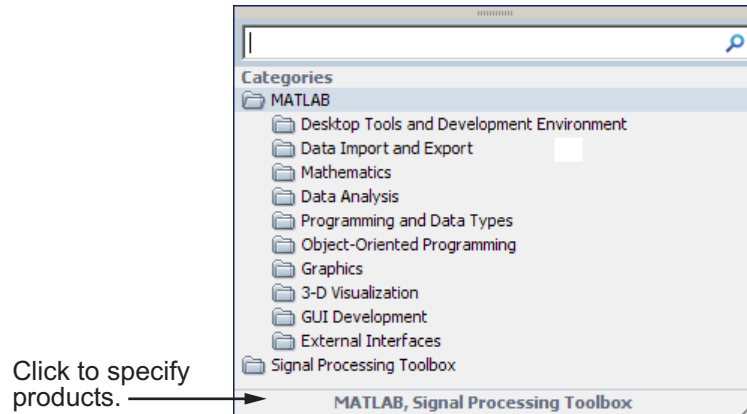 Categories
MATLAB
Desktop Tools and Development Environment
Data Import and Export
Mathematics
Data Analysis
Programming and Data Types
Object-Oriented Programming
Graphics
3-D Visualization
GUI Development
External Interfaces
Signal Processing Toolbox
Click to specify
products.
MATLAB, Signal Processing Toolbox